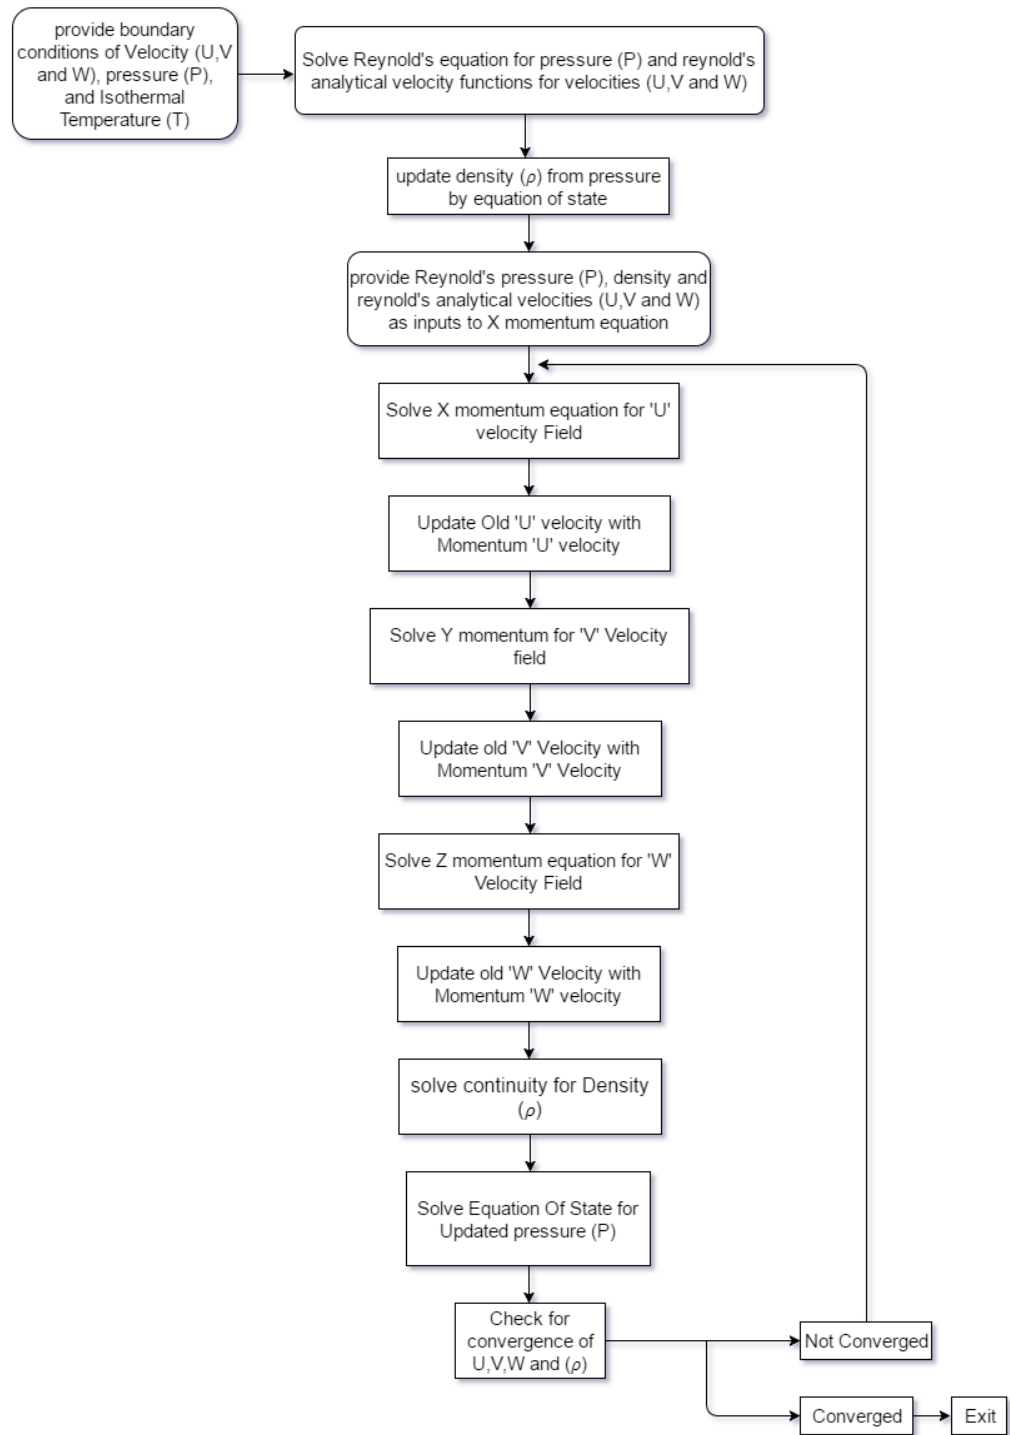 provide boundary
conditions of Velocity (U,V
and W), pressure (P),
and Isothermal
Temperature (T)
Solve Reynold's equation for pressure (P) and reynold's
analytical velocity functions for velocities (U,V and W)
update density (ρ) from pressure
by equation of state
provide Reynold's pressure (P), density and
reynold's analytical velocities (U,V and W)
as inputs to X momentum equation
Solve X momentum equation for 'U'
velocity Field
Update Old 'U' velocity with
Momentum 'U' velocity
Solve Y momentum for 'V' Velocity
field
Update old 'V' Velocity with
Momentum 'V' Velocity
Solve Z momentum equation for 'W'
Velocity Field
Update old 'W' Velocity with
Momentum 'W' velocity
solve continuity for Density
(ρ)
Solve Equation Of State for
Updated pressure (P)
Check for
convergence of
U,V,W and (ρ)
Not Converged
Converged
Exit